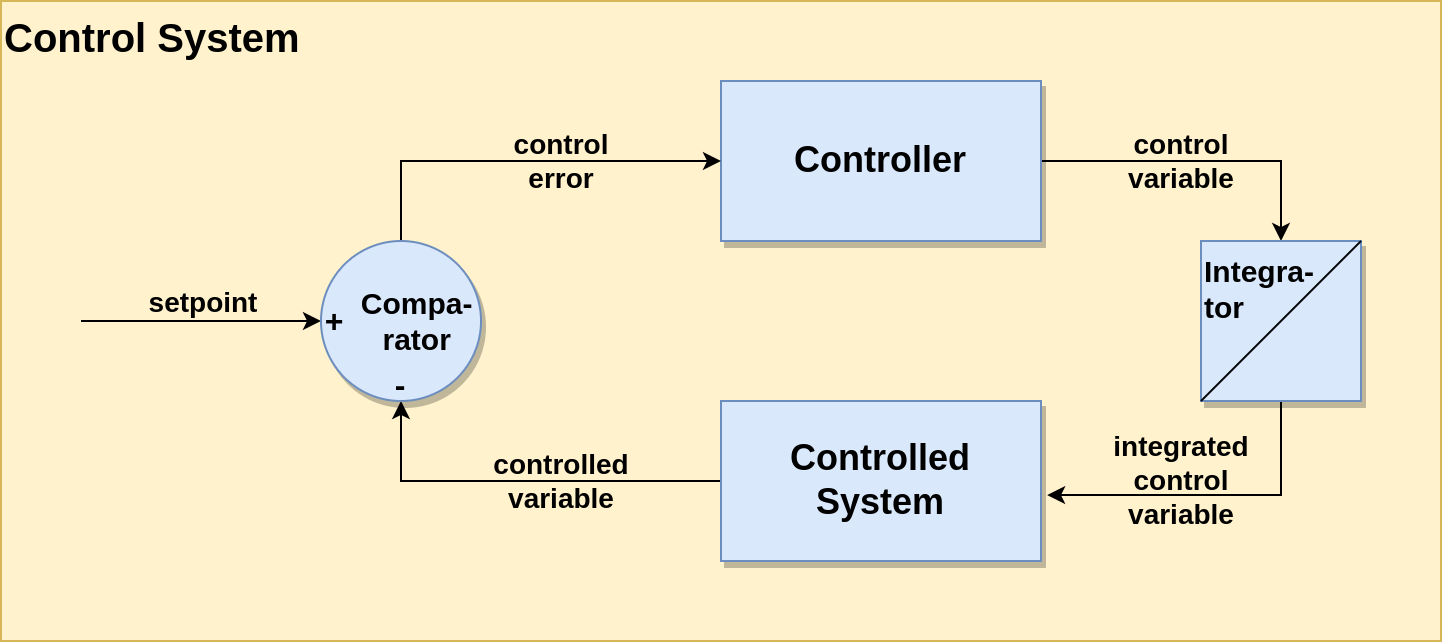 Control System
control
error
Controller
control
variable
setpoint
+
Compa-
rator
-
Integra-
tor
controlled
variable
Controlled
System
integrated
control
variable